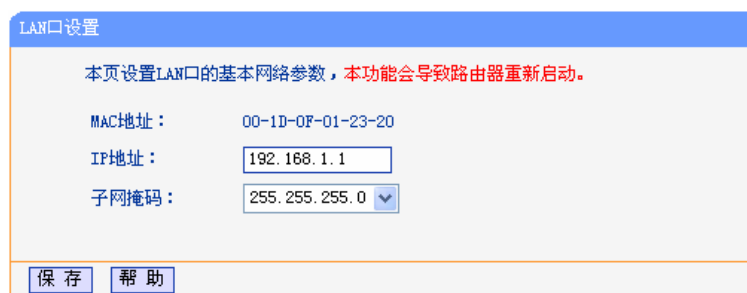 LAN口设置
本页设置LAN口的基本网络参数，本功能会导致路由器重新启动。
MAC地址： 00-1D-0F-01-23-20
IP地址： 192.168.1.1
子网掩码： 255.255.255.0
保 存 帮 助